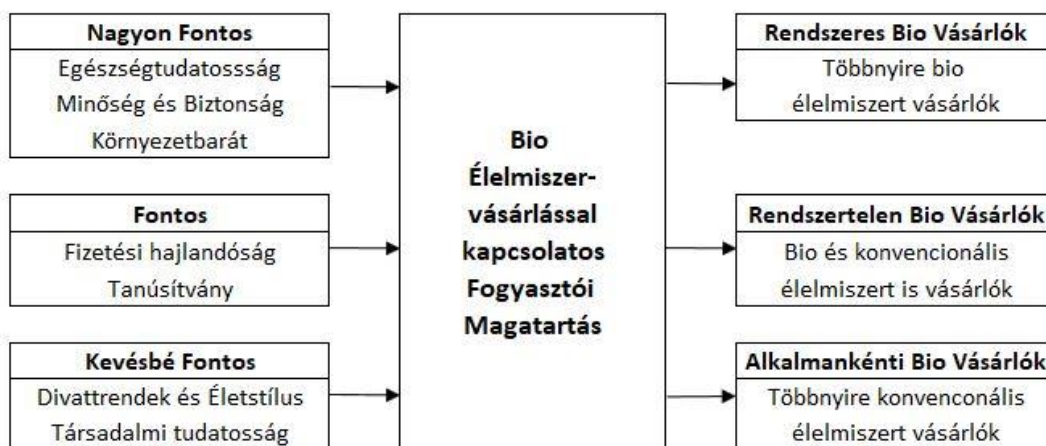 Nagyon Fontos
Egészségtudatossság
Minőség és Biztonság
Környezetbarát
Fontos
Fizetési hajlandóság
Tanúsítvány
Kevésbé Fontos
Divattrendek és Életstílus
Társadalmi tudatosság
Bio
Élelmiszer-
vásárlással
kapcsolatos
Fogyasztói
Magatartás
Rendszeres Bio Vásárlók
Többnyire bio
élelmiszert vásárlók
Rendszertelen Bio Vásárlók
Bio és konvencionális
élelmiszert is vásárlók
Alkalmankénti Bio Vásárlók
Többnyire konvenconális
élelmiszert vásárlók